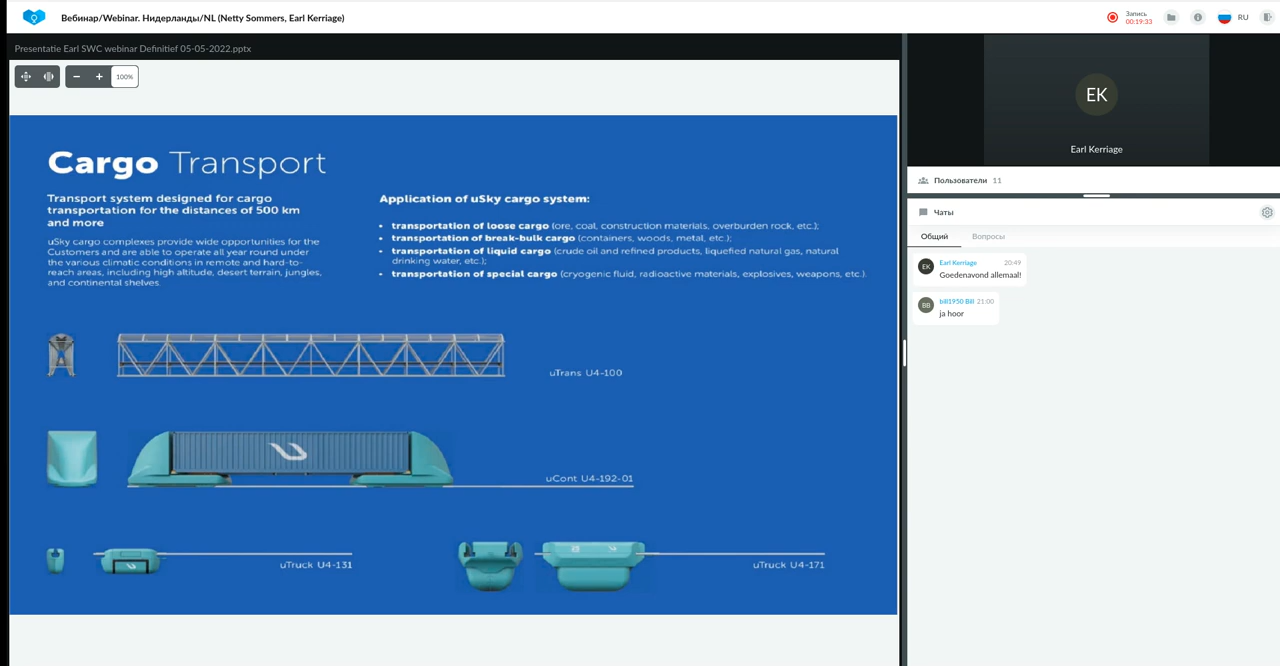 Вебинар/Webinar. Нидерланды/NL (Netty Sommers, Earl Kerriage)
Запись
00:19:33
RU
Presentatie Earl SWC webinar Definitief 05-05-2022.pptx
100%
Cargo Transport
Transport system designed for cargo
transportation for the distances of 500 km
and more
uSky cargo complexes provide wide opportunities for the
Customers and are able to operate all year round under
the various climatic conditions in remote and hard-to-
reach areas, including high altitude, desert terrain, jungles,
and continental shelves.
Application of uSky cargo system:
• transportation of loose cargo (ore, coal, construction materials, overburden rock, etc.);
• transportation of break-bulk cargo (containers, woods, metal, etc.);
• transportation of liquid cargo (crude oil and refined products, liquefied natural gas, natural
drinking water, etc.);
• transportation of special cargo (cryogenic fluid, radioactive materials, explosives, weapons, etc.).
uTrans U4-100
uCont U4-192-01
uTruck U4-131
uTruck U4-171
EK
Earl Kerriage
Пользователи 11
Чаты
Общий
Вопросы
EK
Earl Kerriage 20:49
Goedenavond allemaal!
BB
bill1950 Bill 21:00
ja hoor